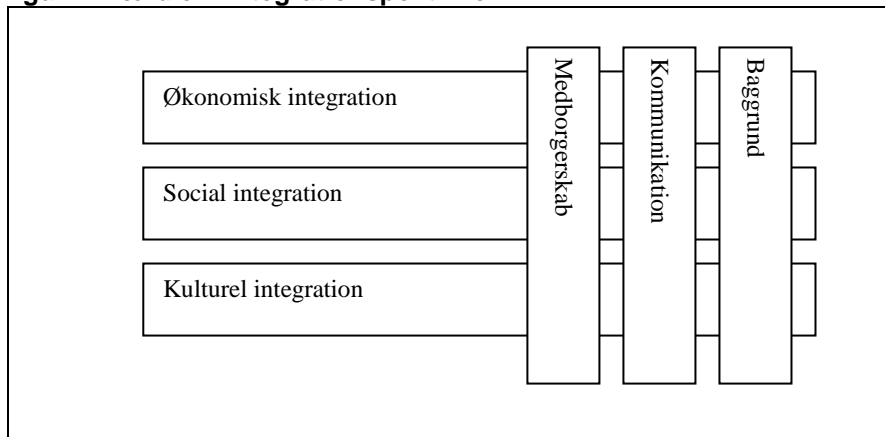 Økonomisk integration
Social integration
Kulturel integration
Medborgerskab
Kommunikation
Baggrund